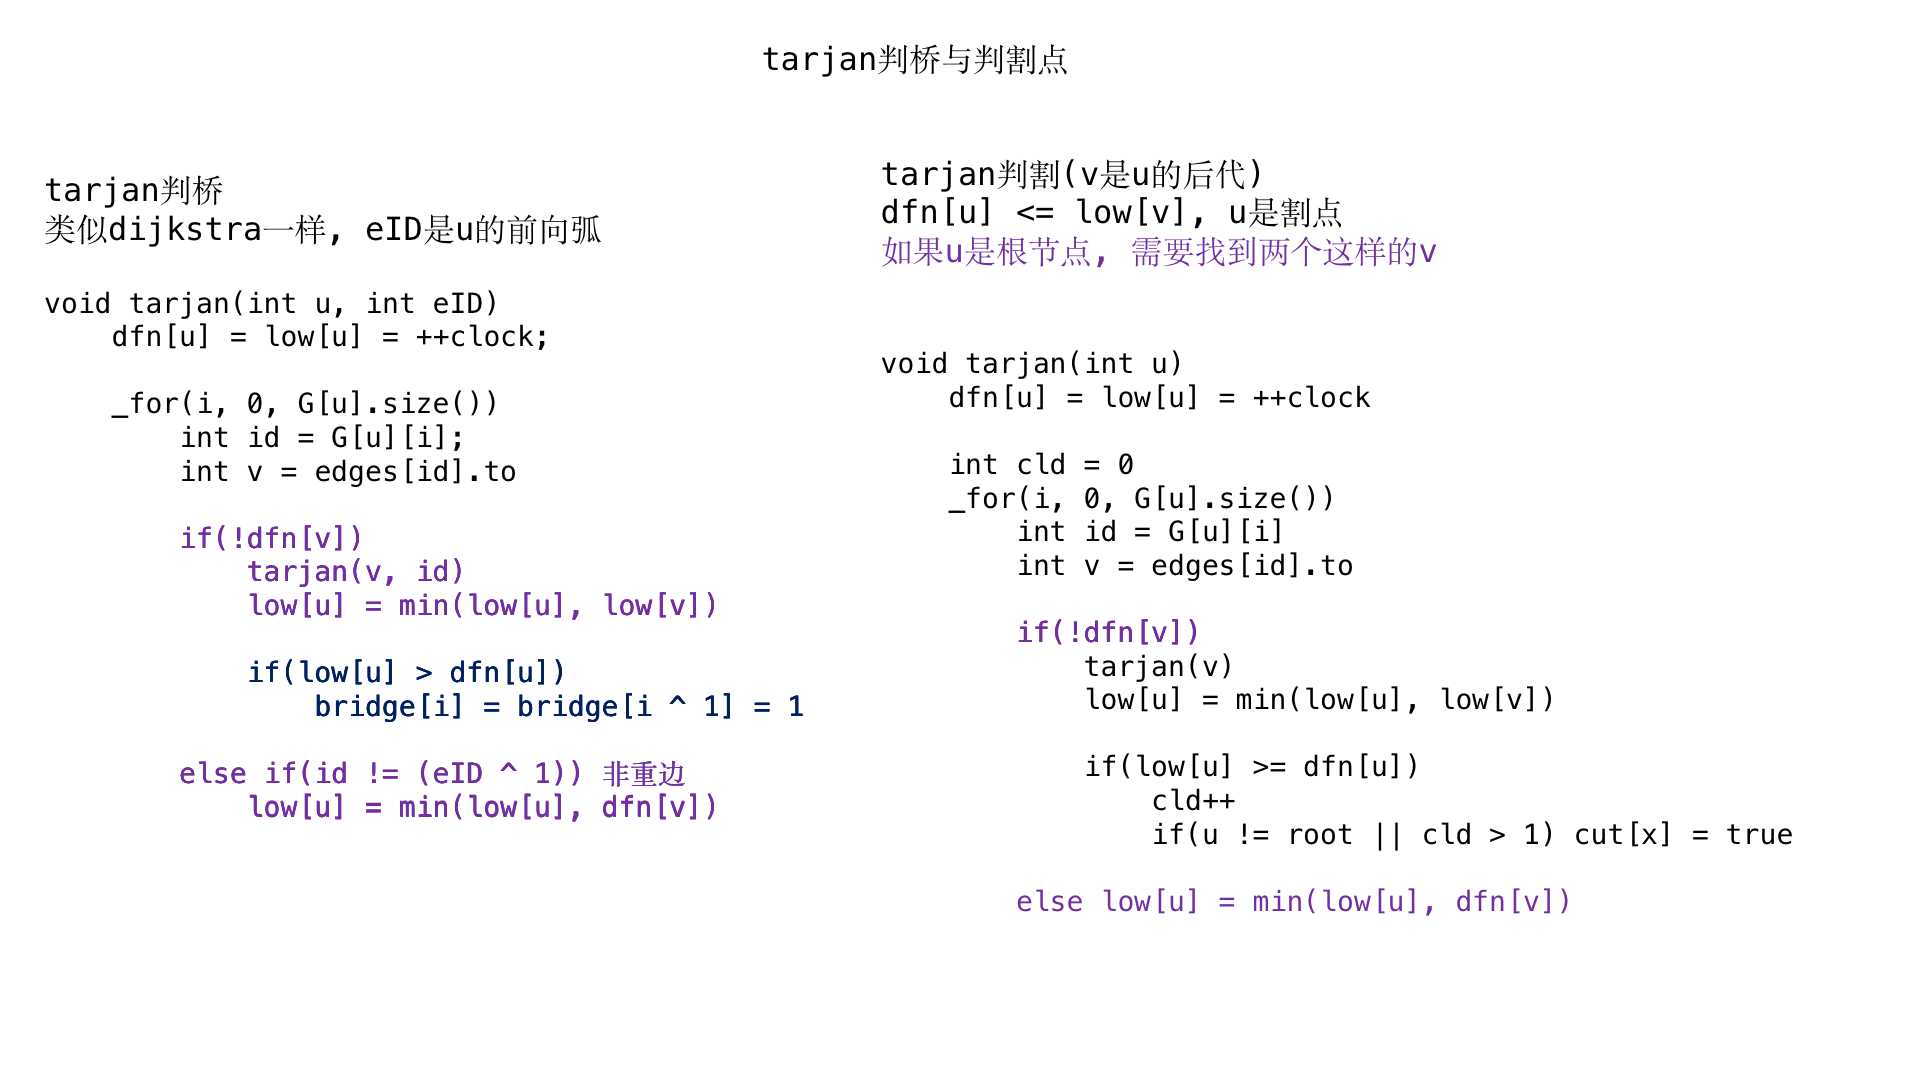 tarjan判桥与判割点
tarjan判桥
类似dijkstra一样, eID是u的前向弧
void tarjan(int u, int eID)
dfn[u] = low[u] = ++clock;
_for(i, 0, G[u].size())
int id = G[u][i];
int v = edges[id].to
if(!dfn[v])
tarjan(v, id)
low[u] = min(low[u], low[v])
if(low[u] > dfn[u])
bridge[i] = bridge[i ^ 1] = 1
else if(id != (eID ^ 1)) 非重边
low[u] = min(low[u], dfn[v])
tarjan判割(v是u的后代)
dfn[u] <= low[v], u是割点
如果u是根节点, 需要找到两个这样的v
void tarjan(int u)
dfn[u] = low[u] = ++clock
int cld = 0
_for(i, 0, G[u].size())
int id = G[u][i]
int v = edges[id].to
if(!dfn[v])
tarjan(v)
low[u] = min(low[u], low[v])
if(low[u] >= dfn[u])
cld++
if(u != root || cld > 1) cut[x] = true
else low[u] = min(low[u], dfn[v])